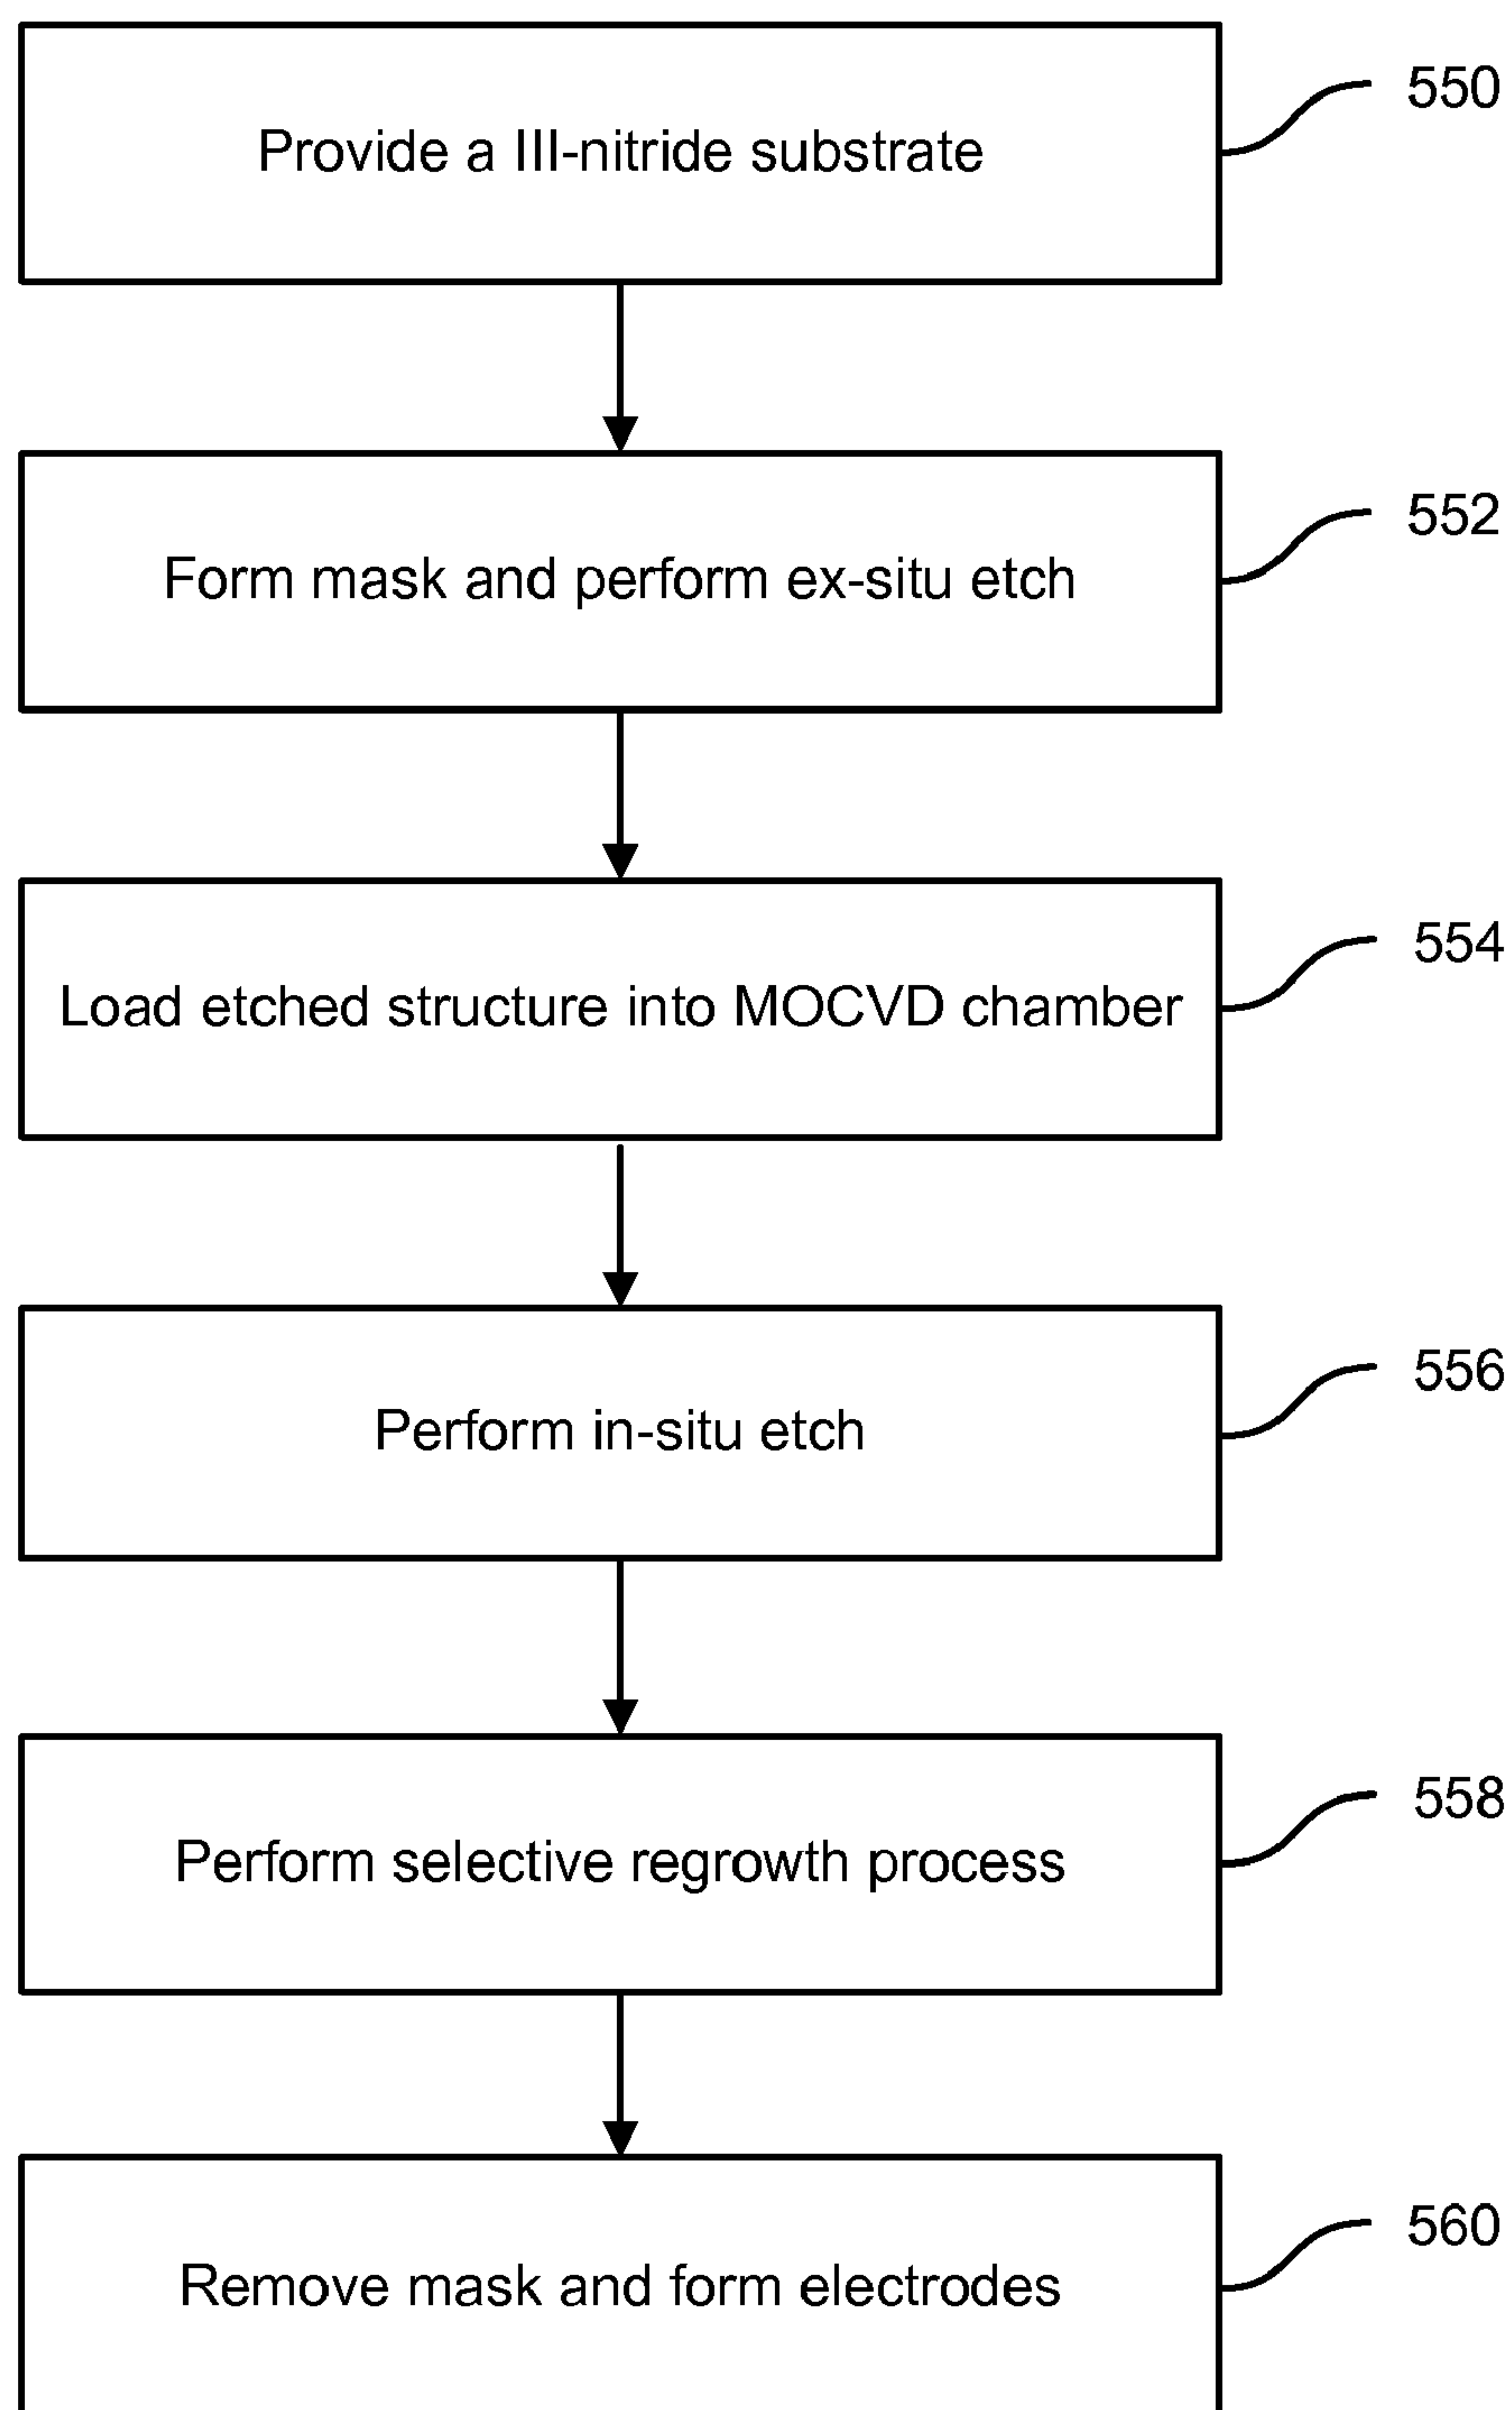 Provide a III-nitride substrate
550
Form mask and perform ex-situ etch
552
Load etched structure into MOCVD chamber
554
Perform in-situ etch
556
Perform selective regrowth process
558
Remove mask and form electrodes
560